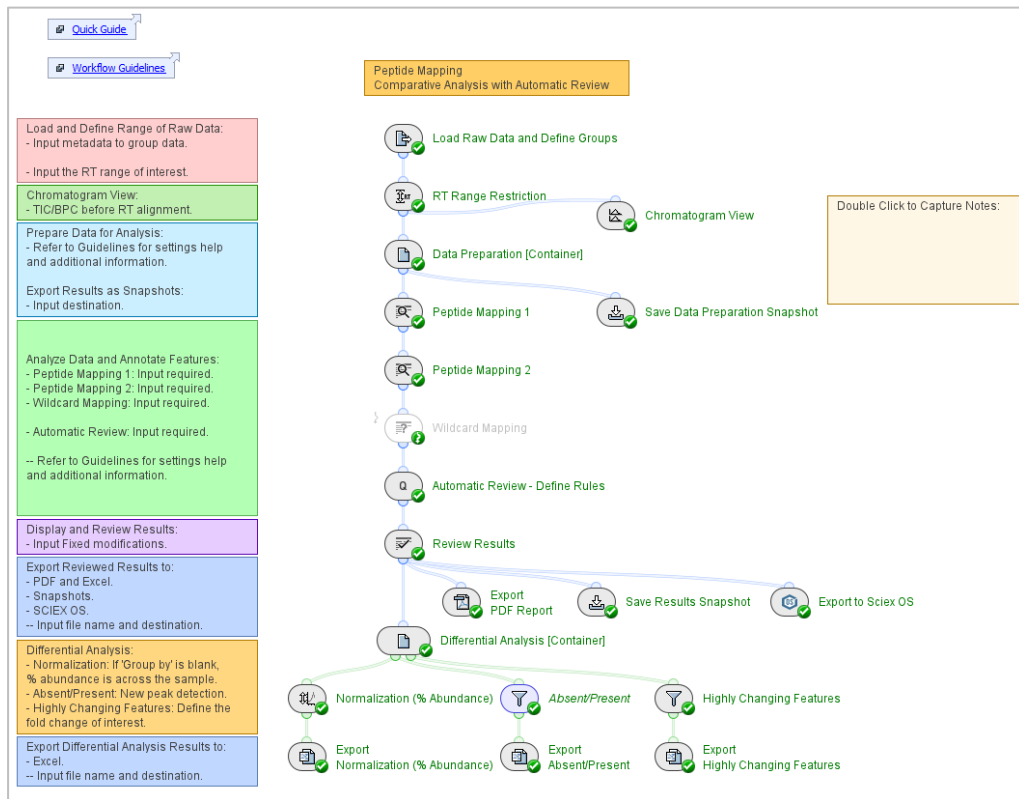 Quick Guide
Workflow Guidelines
Peptide Mapping
Comparative Analysis with Automatic Review
Load and Define Range of Raw Data:
- Input metadata to group data.
- Input the RT range of interest.
Chromatogram View:
- TIC/BPC before RT alignment.
Prepare Data for Analysis:
- Refer to Guidelines for settings help
and additional information.
Export Results as Snapshots:
- Input destination.
Analyze Data and Annotate Features:
- Peptide Mapping 1: Input required.
- Peptide Mapping 2: Input required.
- Wildcard Mapping: Input required.
- Automatic Review: Input required.
-- Refer to Guidelines for settings help
and additional information.
Display and Review Results:
- Input Fixed modifications.
Export Reviewed Results to:
- PDF and Excel.
- Snapshots.
- SCIEX OS.
-- Input file name and destination.
Differential Analysis:
- Normalization: If 'Group by' is blank,
% abundance is across the sample.
- Absent/Present: New peak detection.
- Highly Changing Features: Define the
fold change of interest.
Export Differential Analysis Results to:
- Excel.
-- Input file name and destination.
Load Raw Data and Define Groups
RT
RT Range Restriction
Chromatogram View
Double Click to Capture Notes:
Data Preparation [Container]
Peptide Mapping 1
Save Data Preparation Snapshot
Peptide Mapping 2
?
Wildcard Mapping
Q
Automatic Review - Define Rules
Review Results
Export
PDF Report
Save Results Snapshot
OS
Export to Sciex OS
Differential Analysis [Container]
Normalization (% Abundance)
Absent/Present
Highly Changing Features
Export
Normalization (% Abundance)
Export
Absent/Present
Export
Highly Changing Features